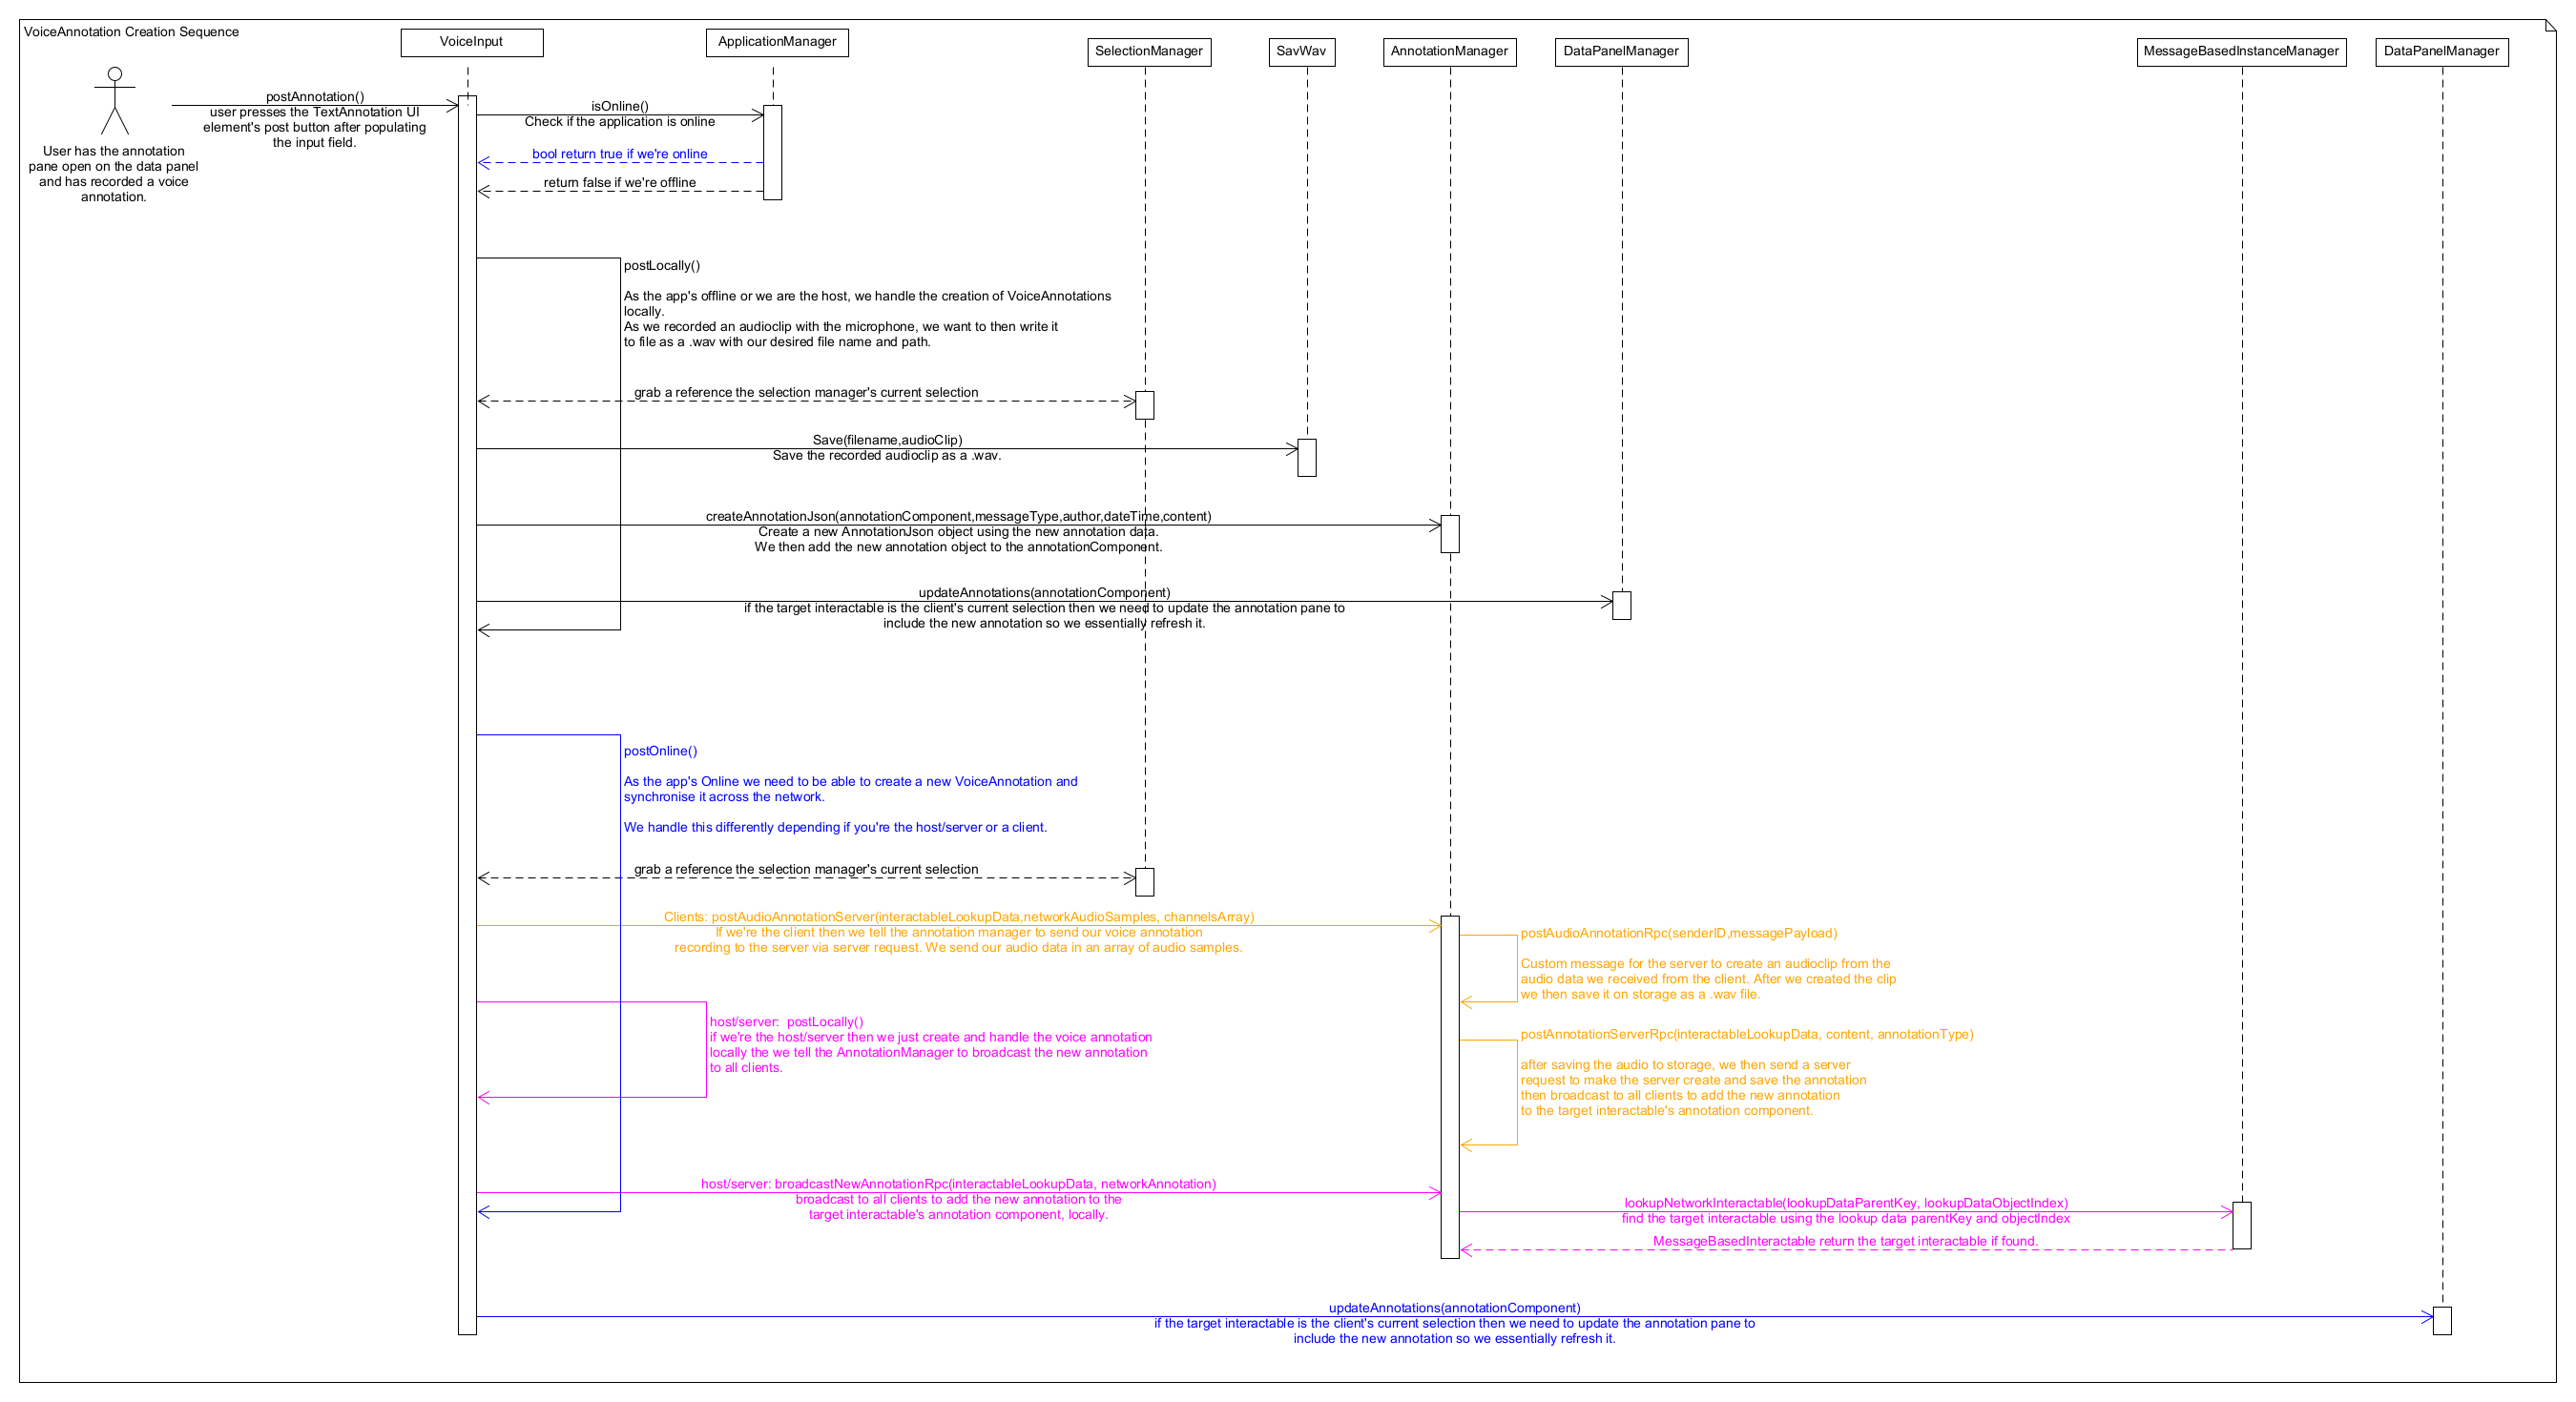 VoiceAnnotation Creation Sequence
VoiceInput
ApplicationManager
SelectionManager
SavWav
AnnotationManager
DataPanelManager
MessageBasedInstanceManager
DataPanelManager
User has the annotation
pane open on the data panel
and has recorded a voice
annotation.
postAnnotation()
user presses the TextAnnotation UI
element's post button after populating
the input field.
isOnline()
Check if the application is online
bool return true if we're online
return false if we're offline
postLocally()
As the app's offline or we are the host, we handle the creation of VoiceAnnotations
locally.
As we recorded an audioclip with the microphone, we want to then write it
to file as a .wav with our desired file name and path.
grab a reference the selection manager's current selection
Save(filename,audioClip)
Save the recorded audioclip as a .wav.
createAnnotationJson(annotationComponent,messageType,author,dateTime,content)
Create a new AnnotationJson object using the new annotation data.
We then add the new annotation object to the annotationComponent.
updateAnnotations(annotationComponent)
if the target interactable is the client's current selection then we need to update the annotation pane to
include the new annotation so we essentially refresh it.
postOnline()
As the app's Online we need to be able to create a new VoiceAnnotation and
synchronise it across the network.
We handle this differently depending if you're the host/server or a client.
grab a reference the selection manager's current selection
Clients: postAudioAnnotationServer(interactableLookupData,networkAudioSamples, channelsArray)
If we're the client then we tell the annotation manager to send our voice annotation
recording to the server via server request. We send our audio data in an array of audio samples.
postAudioAnnotationRpc(senderID,messagePayload)
Custom message for the server to create an audioclip from the
audio data we received from the client. After we created the clip
we then save it on storage as a .wav file.
host/server:  postLocally()
if we're the host/server then we just create and handle the voice annotation
locally the we tell the AnnotationManager to broadcast the new annotation
to all clients.
postAnnotationServerRpc(interactableLookupData, content, annotationType)
after saving the audio to storage, we then send a server
request to make the server create and save the annotation
then broadcast to all clients to add the new annotation
to the target interactable's annotation component.
host/server: broadcastNewAnnotationRpc(interactableLookupData, networkAnnotation)
broadcast to all clients to add the new annotation to the
target interactable's annotation component, locally.
lookupNetworkInteractable(lookupDataParentKey, lookupDataObjectIndex)
find the target interactable using the lookup data parentKey and objectIndex
MessageBasedInteractable return the target interactable if found.
updateAnnotations(annotationComponent)
if the target interactable is the client's current selection then we need to update the annotation pane to
include the new annotation so we essentially refresh it.